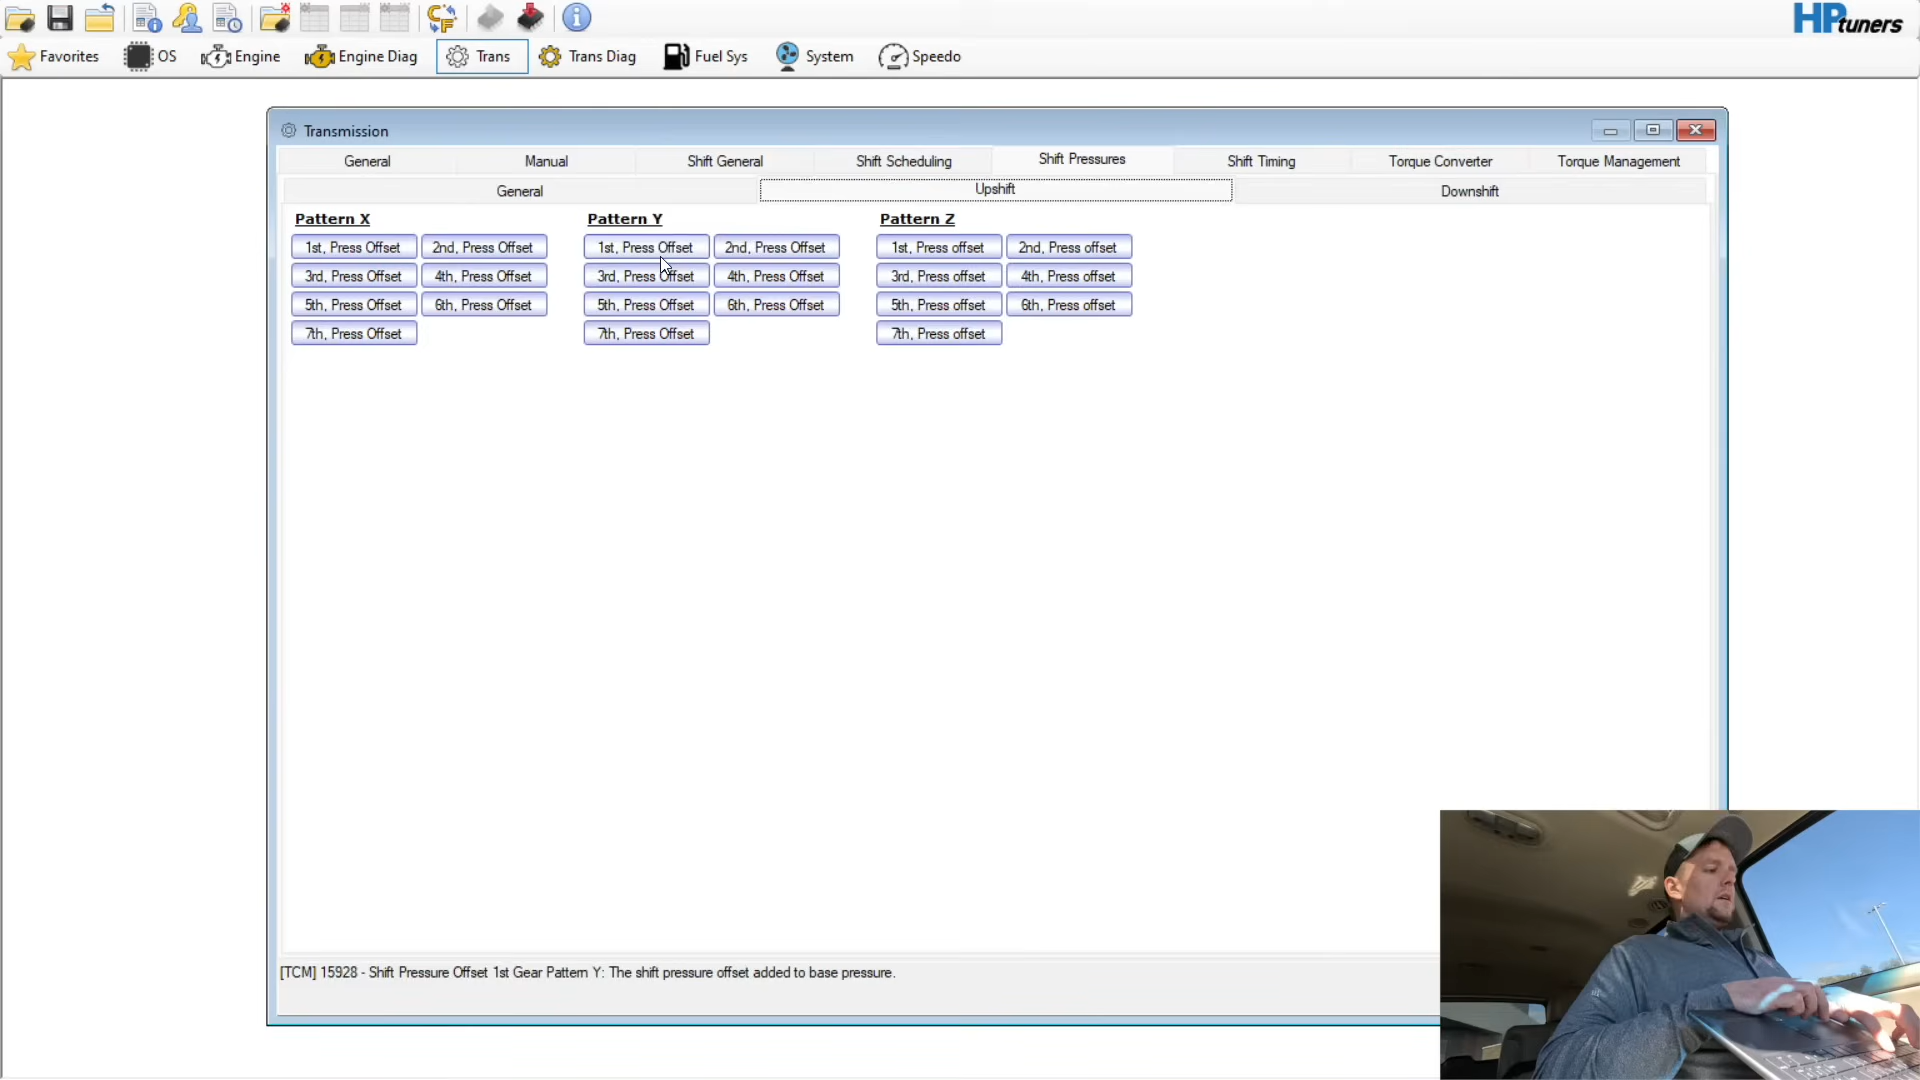 HPtuners
Favorites OS Engine Engine Diag Trans Trans Diag Fuel Sys System Speedo
Transmission
General Manual Shift General Shift Scheduling Shift Pressures Shift Timing Torque Converter Torque Management
General Upshift Downshift
Pattern X Pattern Y Pattern Z
1st, Press Offset 2nd, Press Offset 1st, Press Offset 2nd, Press Offset 1st, Press offset 2nd, Press offset
3rd, Press Offset 4th, Press Offset 3rd, Press Offset 4th, Press Offset 3rd, Press offset 4th, Press offset
5th, Press Offset 6th, Press Offset 5th, Press Offset 6th, Press Offset 5th, Press offset 6th, Press offset
7th, Press Offset 7th, Press Offset 7th, Press offset
[TCM] 15928 - Shift Pressure Offset 1st Gear Pattern Y: The shift pressure offset added to base pressure.